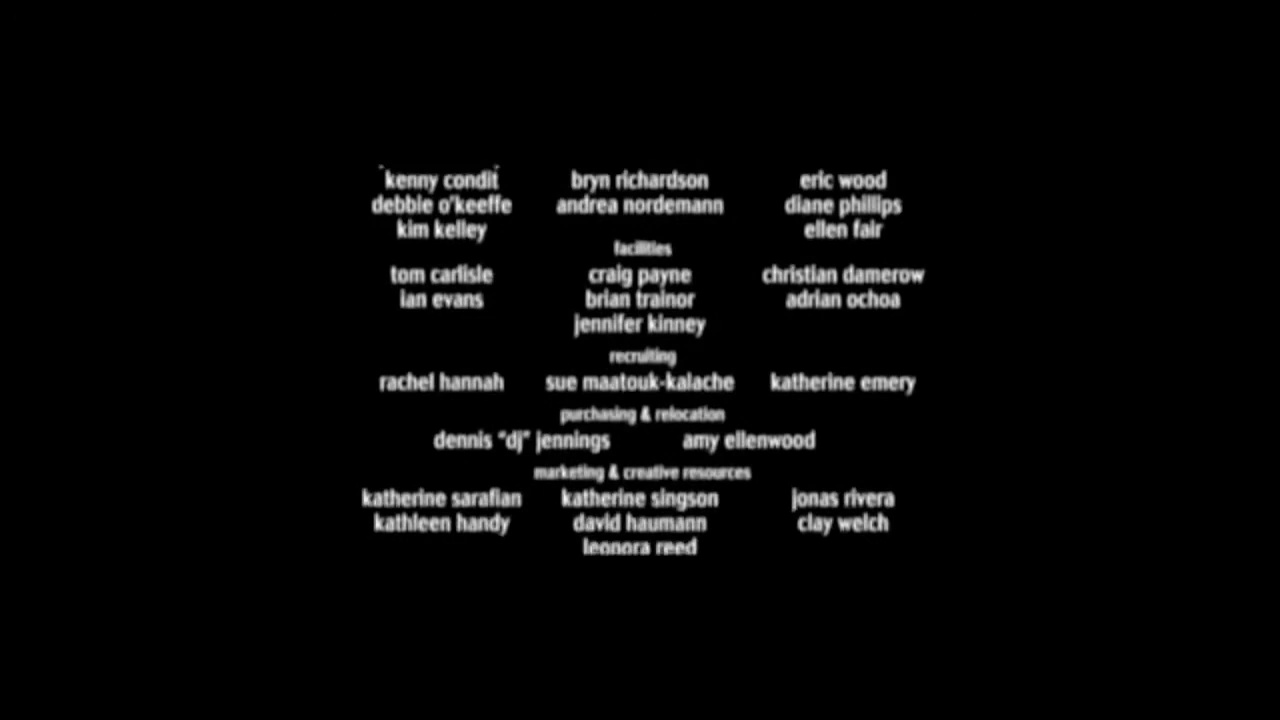 kenny condit bryn richardson eric wood
debbie o'keeffe andrea nordemann diane phillips
kim kelley ellen fair
facilities
tom carlisle craig payne christian damerow
ian evans brian trainor adrian ochoa
jennifer kinney
recruiting
rachel hannah sue maatouk-kalache katherine emery
purchasing & relocation
dennis "dj" jennings amy ellenwood
marketing & creative resources
katherine sarafian katherine singson jonas rivera
kathleen handy david haumann clay welch
leonora reed